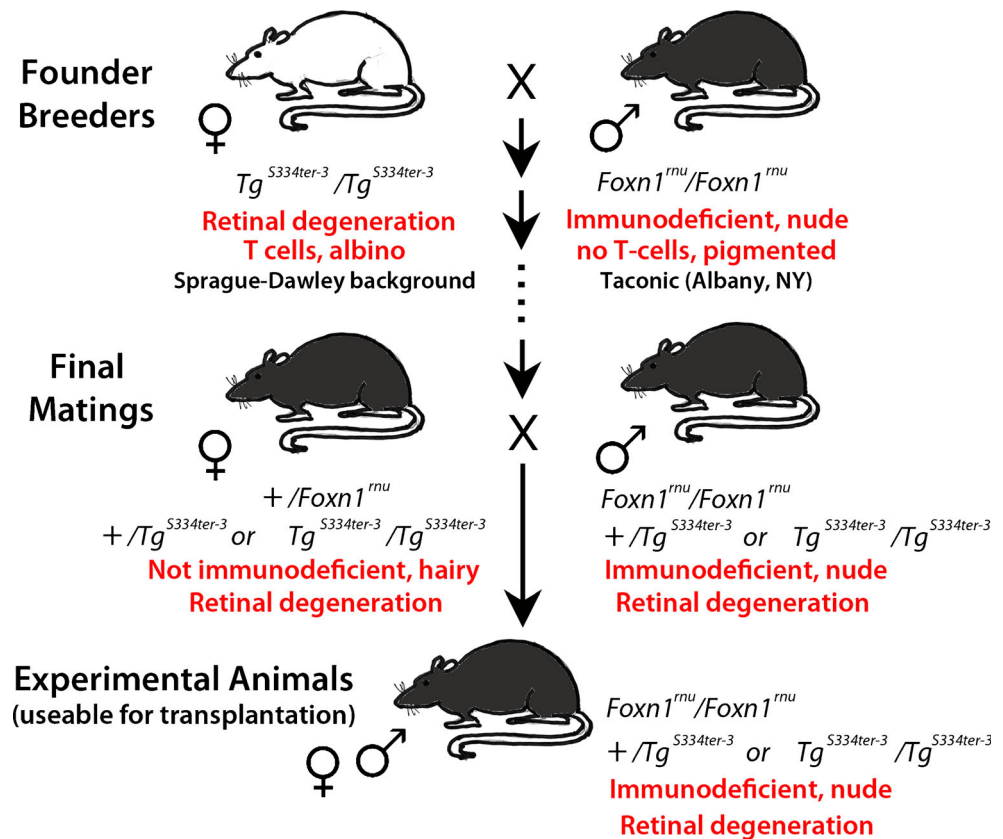 Founder
Breeders
X
♀
♂
Tg^S334ter-3 /Tg^S334ter-3
Retinal degeneration
T cells, albino
Sprague-Dawley background
Foxn1^rnu/Foxn1^rnu
Immunodeficient, nude
no T-cells, pigmented
Taconic (Albany, NY)
Final
Matings
X
♀
♂
+/Foxn1^rnu
+/Tg^S334ter-3 or Tg^S334ter-3/Tg^S334ter-3
Not immunodeficient, hairy
Retinal degeneration
Foxn1^rnu/Foxn1^rnu
+/Tg^S334ter-3 or Tg^S334ter-3/Tg^S334ter-3
Immunodeficient, nude
Retinal degeneration
Experimental Animals
(useable for transplantation)
♀ ♂
Foxn1^rnu/Foxn1^rnu
+/Tg^S334ter-3 or Tg^S334ter-3/Tg^S334ter-3
Immunodeficient, nude
Retinal degeneration